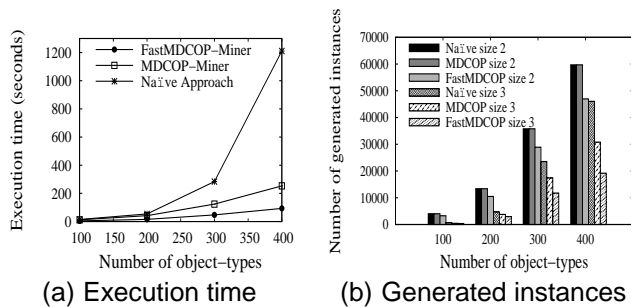 Execution time (seconds)
1200
1000
800
600
400
200
0
FastMDCOP-Miner
MDCOP-Miner
Naïve Approach
100 150 200 250 300 350 400
Number of object-types
(a) Execution time
Number of generated instances
70000
60000
50000
40000
30000
20000
10000
0
Naïve size 2
MDCOP size 2
FastMDCOP size 2
Naïve size 3
MDCOP size 3
FastMDCOP size 3
100 200 300 400
Number of object-types
(b) Generated instances